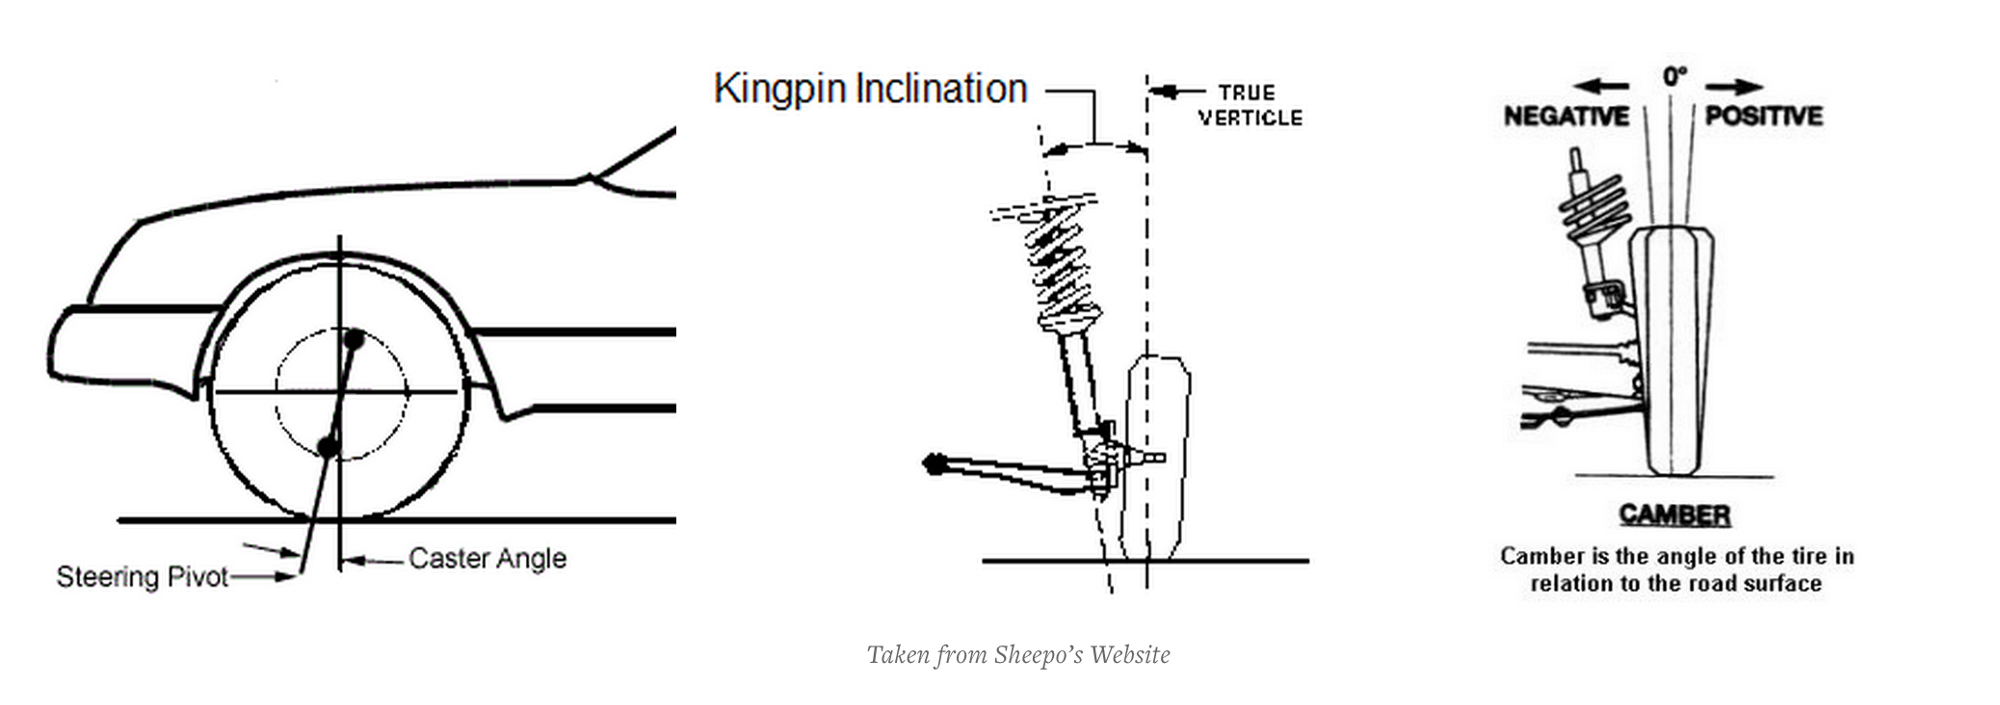 Steering Pivot
Caster Angle
Kingpin Inclination
TRUE
VERTICLE
0°
NEGATIVE
POSITIVE
CAMBER
Camber is the angle of the tire in
relation to the road surface
Taken from Sheepo’s Website